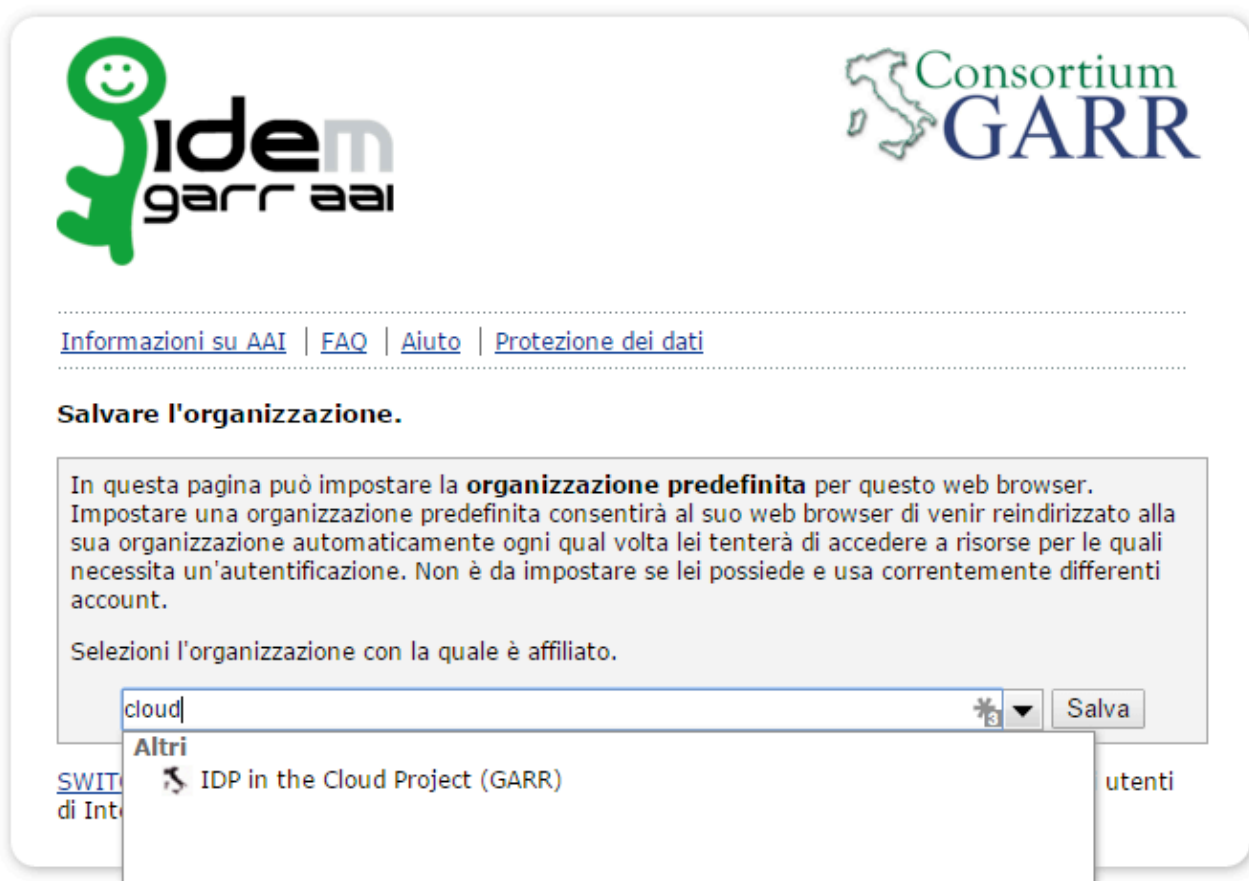 idem
garr aai
Consortium
GARR
Informazioni su AAI | FAQ | Aiuto | Protezione dei dati
Salvare l'organizzazione.
In questa pagina può impostare la organizzazione predefinita per questo web browser.
Impostare una organizzazione predefinita consentirà al suo web browser di venir reindirizzato alla
sua organizzazione automaticamente ogni qual volta lei tenterà di accedere a risorse per le quali
necessita un'autentificazione. Non è da impostare se lei possiede e usa correntemente differenti
account.
Selezioni l'organizzazione con la quale è affiliato.
cloud 3 Salva
Altri
IDP in the Cloud Project (GARR)
utenti
di